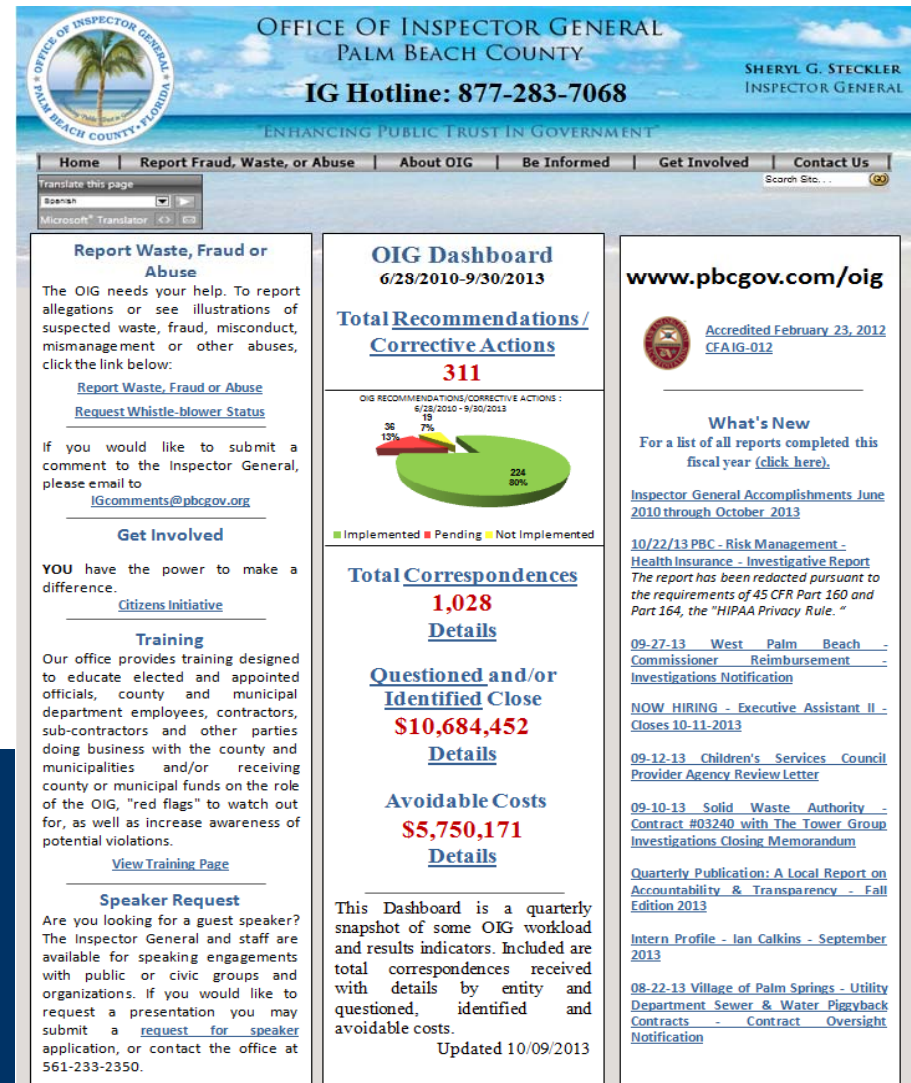 OFFICE OF INSPECTOR GENERAL
PALM BEACH COUNTY
IG Hotline: 877-283-7068
SHERYL G. STECKLER
INSPECTOR GENERAL
"ENHANCING PUBLIC TRUST IN GOVERNMENT"
OFFICE OF INSPECTOR GENERAL
PALM BEACH COUNTY, FLORIDA
| Home | Report Fraud, Waste, or Abuse | About OIG | Be Informed | Get Involved | Contact Us |
Translate this page
Spanish
Microsoft® Translator
Search Site...
GO
Report Waste, Fraud or
Abuse
The OIG needs your help. To report
allegations or see illustrations of
suspected waste, fraud, misconduct,
mismanagement or other abuses,
click the link below:
Report Waste, Fraud or Abuse
Request Whistle-blower Status
If you would like to submit a
comment to the Inspector General,
please email to
IGcomments@pbcgov.org
Get Involved
YOU have the power to make a
difference.
Citizens Initiative
Training
Our office provides training designed
to educate elected and appointed
officials, county and municipal
department employees, contractors,
sub-contractors and other parties
doing business with the county and
municipalities and/or receiving
county or municipal funds on the role
of the OIG, "red flags" to watch out
for, as well as increase awareness of
potential violations.
View Training Page
Speaker Request
Are you looking for a guest speaker?
The Inspector General and staff are
available for speaking engagements
with public or civic groups and
organizations. If you would like to
request a presentation you may
submit a request for speaker
application, or contact the office at
561-233-2350.
OIG Dashboard
6/28/2010-9/30/2013
Total Recommendations/
Corrective Actions
311
OIG RECOMMENDATIONS/CORRECTIVE ACTIONS :
6/28/2010 - 9/30/2013
19
7%
36
13%
224
80%
Implemented Pending Not Implemented
Total Correspondences
1,028
Details
Questioned and/or
Identified Close
$10,684,452
Details
Avoidable Costs
$5,750,171
Details
This Dashboard is a quarterly
snapshot of some OIG workload
and results indicators. Included are
total correspondences received
with details by entity and
questioned, identified and
avoidable costs.
Updated 10/09/2013
www.pbcgov.com/oig
Accredited February 23, 2012
CFA IG-012
What's New
For a list of all reports completed this
fiscal year (click here).
Inspector General Accomplishments June
2010 through October 2013
10/22/13 PBC - Risk Management -
Health Insurance - Investigative Report
The report has been redacted pursuant to
the requirements of 45 CFR Part 160 and
Part 164, the "HIPAA Privacy Rule. “
09-27-13 West Palm Beach -
Commissioner Reimbursement -
Investigations Notification
NOW HIRING - Executive Assistant II -
Closes 10-11-2013
09-12-13 Children's Services Council
Provider Agency Review Letter
09-10-13 Solid Waste Authority -
Contract #03240 with The Tower Group
Investigations Closing Memorandum
Quarterly Publication: A Local Report on
Accountability & Transparency - Fall
Edition 2013
Intern Profile - Ian Calkins - September
2013
08-22-13 Village of Palm Springs - Utility
Department Sewer & Water Piggyback
Contracts - Contract Oversight
Notification